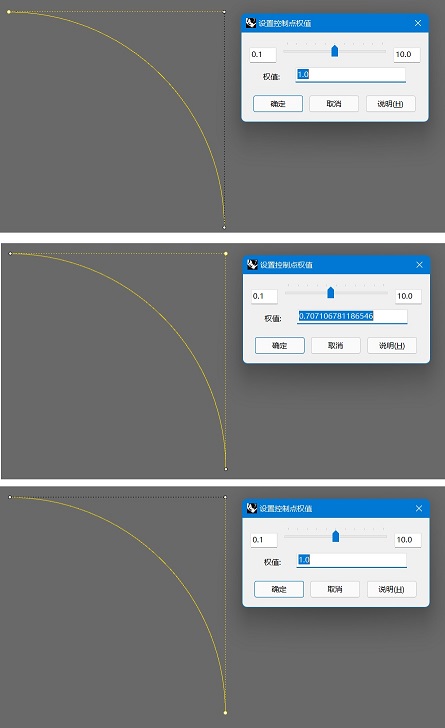 设置控制点权值
0.1
10.0
权值: 1.0
确定 取消 说明(H)
设置控制点权值
0.1
10.0
权值: 0.707106781186546
确定 取消 说明(H)
设置控制点权值
0.1
10.0
权值: 1.0
确定 取消 说明(H)